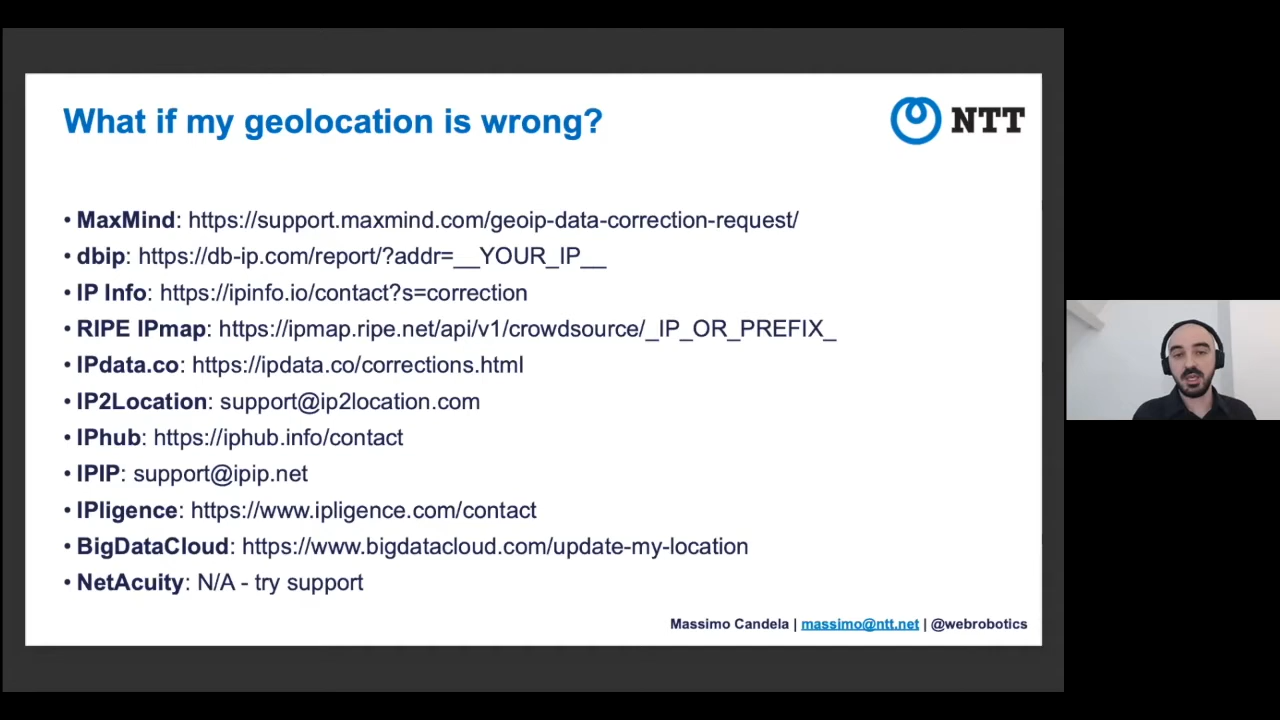 What if my geolocation is wrong?
NTT
• MaxMind: https://support.maxmind.com/geoip-data-correction-request/
• dbip: https://db-ip.com/report/?addr=__YOUR_IP__
• IP Info: https://ipinfo.io/contact?s=correction
• RIPE IPmap: https://ipmap.ripe.net/api/v1/crowdsource/_IP_OR_PREFIX_
• IPdata.co: https://ipdata.co/corrections.html
• IP2Location: support@ip2location.com
• IPhub: https://iphub.info/contact
• IPIP: support@ipip.net
• IPligence: https://www.ipligence.com/contact
• BigDataCloud: https://www.bigdatacloud.com/update-my-location
• NetAcuity: N/A - try support
Massimo Candela | massimo@ntt.net | @webrobotics